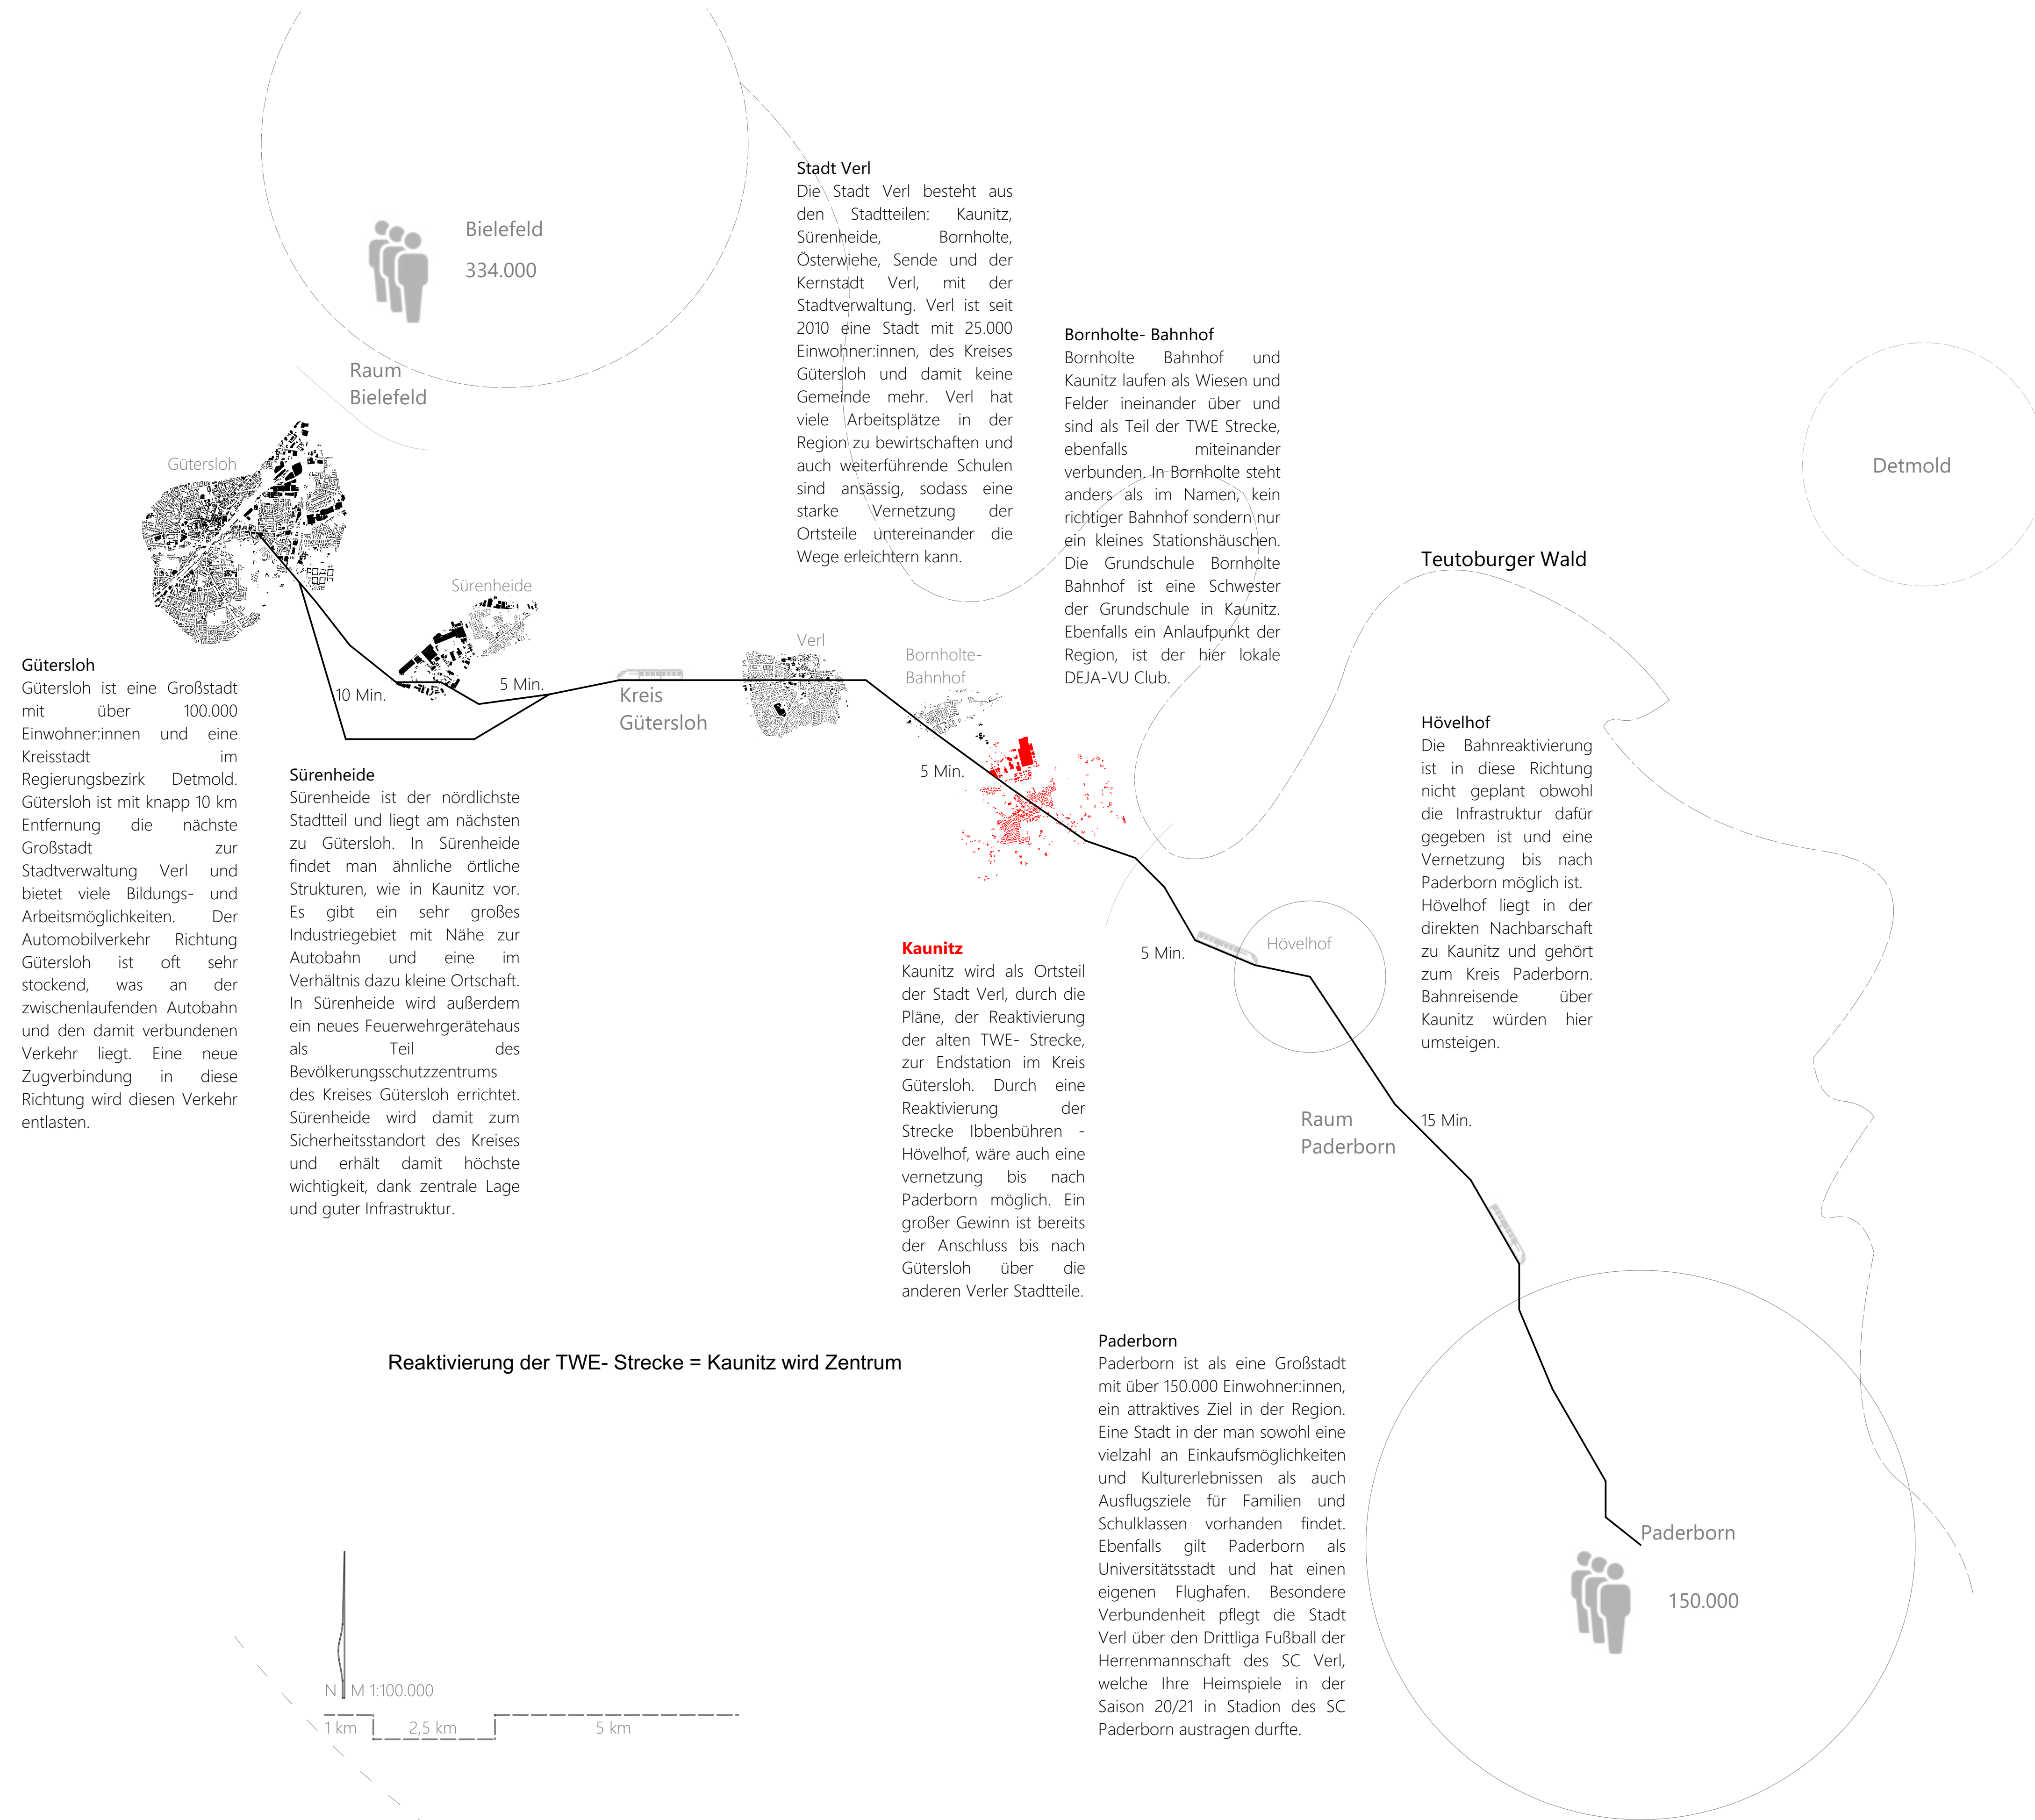 Bielefeld
334.000
Raum
Bielefeld
Stadt Verl
Die Stadt Verl besteht aus
den Stadtteilen: Kaunitz,
Sürenheide, Bornholte,
Österwiehe, Sende und der
Kernstadt Verl, mit der
Stadtverwaltung. Verl ist seit
2010 eine Stadt mit 25.000
Einwohner:innen, des Kreises
Gütersloh und damit keine
Gemeinde mehr. Verl hat
viele Arbeitsplätze in der
Region zu bewirtschaften und
auch weiterführende Schulen
sind ansässig, sodass eine
starke Vernetzung der
Ortsteile untereinander die
Wege erleichtern kann.
Bornholte- Bahnhof
Bornholte Bahnhof und
Kaunitz laufen als Wiesen und
Felder ineinander über und
sind als Teil der TWE Strecke,
ebenfalls miteinander
verbunden. In Bornholte steht
anders als im Namen, kein
richtiger Bahnhof sondern nur
ein kleines Stationshäuschen.
Die Grundschule Bornholte
Bahnhof ist eine Schwester
der Grundschule in Kaunitz.
Ebenfalls ein Anlaufpunkt der
Region, ist der hier lokale
DEJA-VU Club.
Detmold
Teutoburger Wald
Gütersloh
Sürenheide
Verl
Bornholte-
Bahnhof
10 Min.
5 Min.
Kreis
Gütersloh
5 Min.
Gütersloh
Gütersloh ist eine Großstadt
mit über 100.000
Einwohner:innen und eine
Kreisstadt im
Regierungsbezirk Detmold.
Gütersloh ist mit knapp 10 km
Entfernung die nächste
Großstadt zur
Stadtverwaltung Verl und
bietet viele Bildungs- und
Arbeitsmöglichkeiten. Der
Automobilverkehr Richtung
Gütersloh ist oft sehr
stockend, was an der
zwischenlaufenden Autobahn
und den damit verbundenen
Verkehr liegt. Eine neue
Zugverbindung in diese
Richtung wird diesen Verkehr
entlasten.
Sürenheide
Sürenheide ist der nördlichste
Stadtteil und liegt am nächsten
zu Gütersloh. In Sürenheide
findet man ähnliche örtliche
Strukturen, wie in Kaunitz vor.
Es gibt ein sehr großes
Industriegebiet mit Nähe zur
Autobahn und eine im
Verhältnis dazu kleine Ortschaft.
In Sürenheide wird außerdem
ein neues Feuerwehrgerätehaus
als Teil des
Bevölkerungsschutzzentrums
des Kreises Gütersloh errichtet.
Sürenheide wird damit zum
Sicherheitsstandort des Kreises
und erhält damit höchste
wichtigkeit, dank zentrale Lage
und guter Infrastruktur.
Hövelhof
Die Bahnreaktivierung
ist in diese Richtung
nicht geplant obwohl
die Infrastruktur dafür
gegeben ist und eine
Vernetzung bis nach
Paderborn möglich ist.
Hövelhof liegt in der
direkten Nachbarschaft
zu Kaunitz und gehört
zum Kreis Paderborn.
Bahnreisende über
Kaunitz würden hier
umsteigen.
Kaunitz
Kaunitz wird als Ortsteil
der Stadt Verl, durch die
Pläne, der Reaktivierung
der alten TWE- Strecke,
zur Endstation im Kreis
Gütersloh. Durch eine
Reaktivierung der
Strecke Ibbenbühren -
Hövelhof, wäre auch eine
vernetzung bis nach
Paderborn möglich. Ein
großer Gewinn ist bereits
der Anschluss bis nach
Gütersloh über die
anderen Verler Stadtteile.
5 Min.
Hövelhof
Raum
Paderborn
15 Min.
Reaktivierung der TWE- Strecke = Kaunitz wird Zentrum
Paderborn
Paderborn ist als eine Großstadt
mit über 150.000 Einwohner:innen,
ein attraktives Ziel in der Region.
Eine Stadt in der man sowohl eine
vielzahl an Einkaufsmöglichkeiten
und Kulturerlebnissen als auch
Ausflugsziele für Familien und
Schulklassen vorhanden findet.
Ebenfalls gilt Paderborn als
Universitätsstadt und hat einen
eigenen Flughafen. Besondere
Verbundenheit pflegt die Stadt
Verl über den Drittliga Fußball der
Herrenmannschaft des SC Verl,
welche Ihre Heimspiele in der
Saison 20/21 in Stadion des SC
Paderborn austragen durfte.
Paderborn
150.000
N M 1:100.000
1 km 2,5 km 5 km